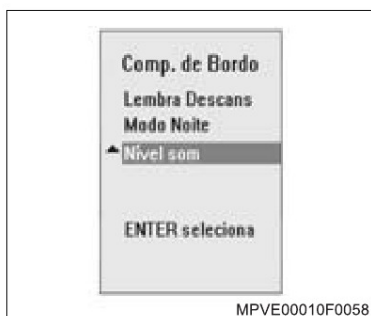 Comp. de Bordo
Lembra Descans
Modo Noite
Nível som
ENTER seleciona
MPVE00010F0058